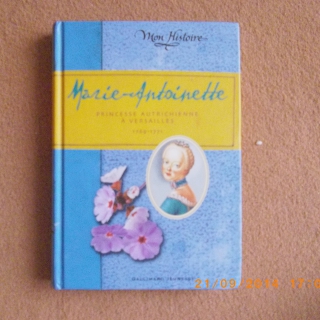 Mon Histoire
Marie-Antoinette
PRINCESSE AUTRICHIENNE
À VERSAILLES
GALLIMARD JEUNESSE